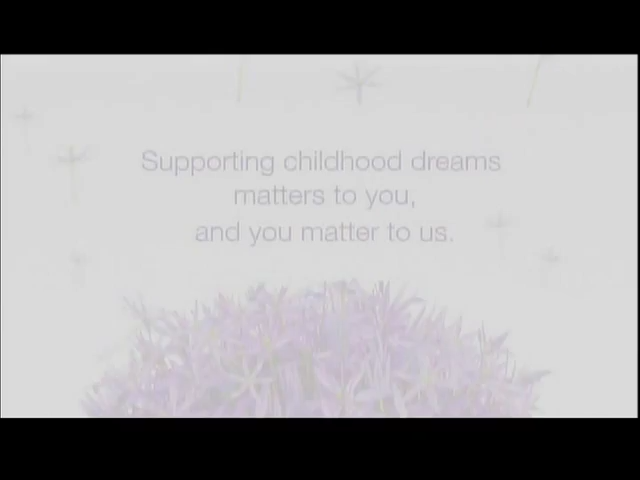 Supporting childhood dreams
matters to you,
and you matter to us.